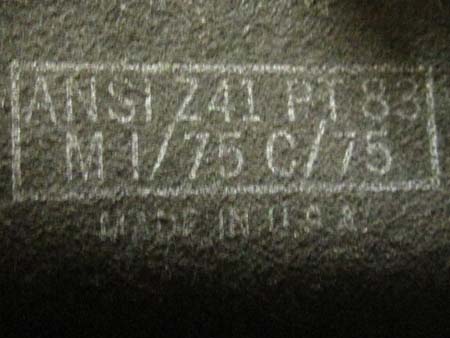 ANSI Z41 PT 83
M I/75 C/75
MADE IN U.S.A.